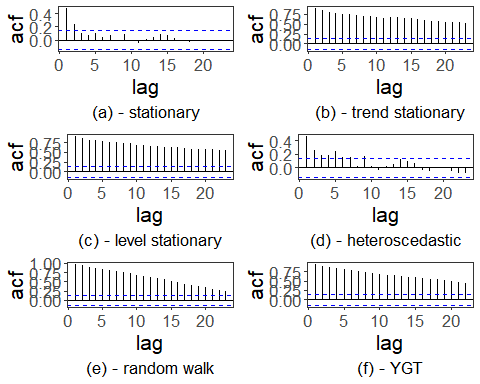 acf
0.4
0.2
0.0
0 5 10 15 20
lag
(a) - stationary
acf
0.75
0.50
0.25
0.00
0 5 10 15 20
lag
(b) - trend stationary
acf
0.75
0.50
0.25
0.00
0 5 10 15 20
lag
(c) - level stationary
acf
0.4
0.2
0.0
0 5 10 15 20
lag
(d) - heteroscedastic
acf
1.00
0.75
0.50
0.25
0.00
0 5 10 15 20
lag
(e) - random walk
acf
0.75
0.50
0.25
0.00
0 5 10 15 20
lag
(f) - YGT